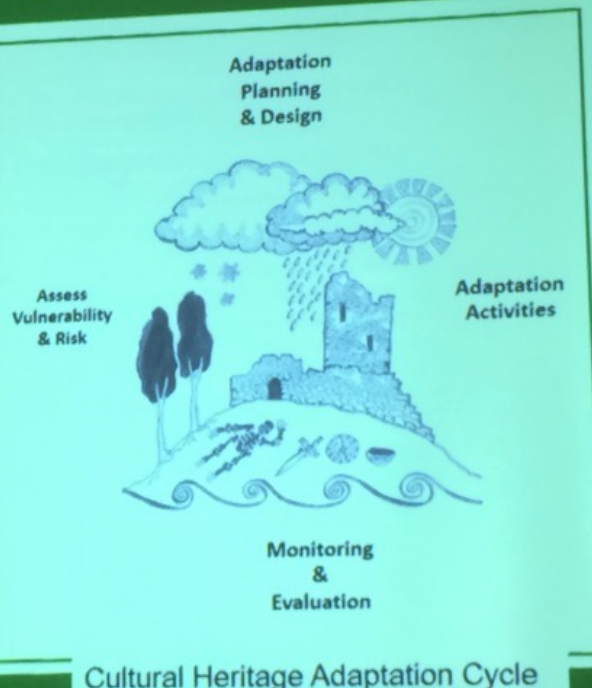 Adaptation
Planning
& Design
Assess
Vulnerability
& Risk
Adaptation
Activities
Monitoring
&
Evaluation
Cultural Heritage Adaptation Cycle